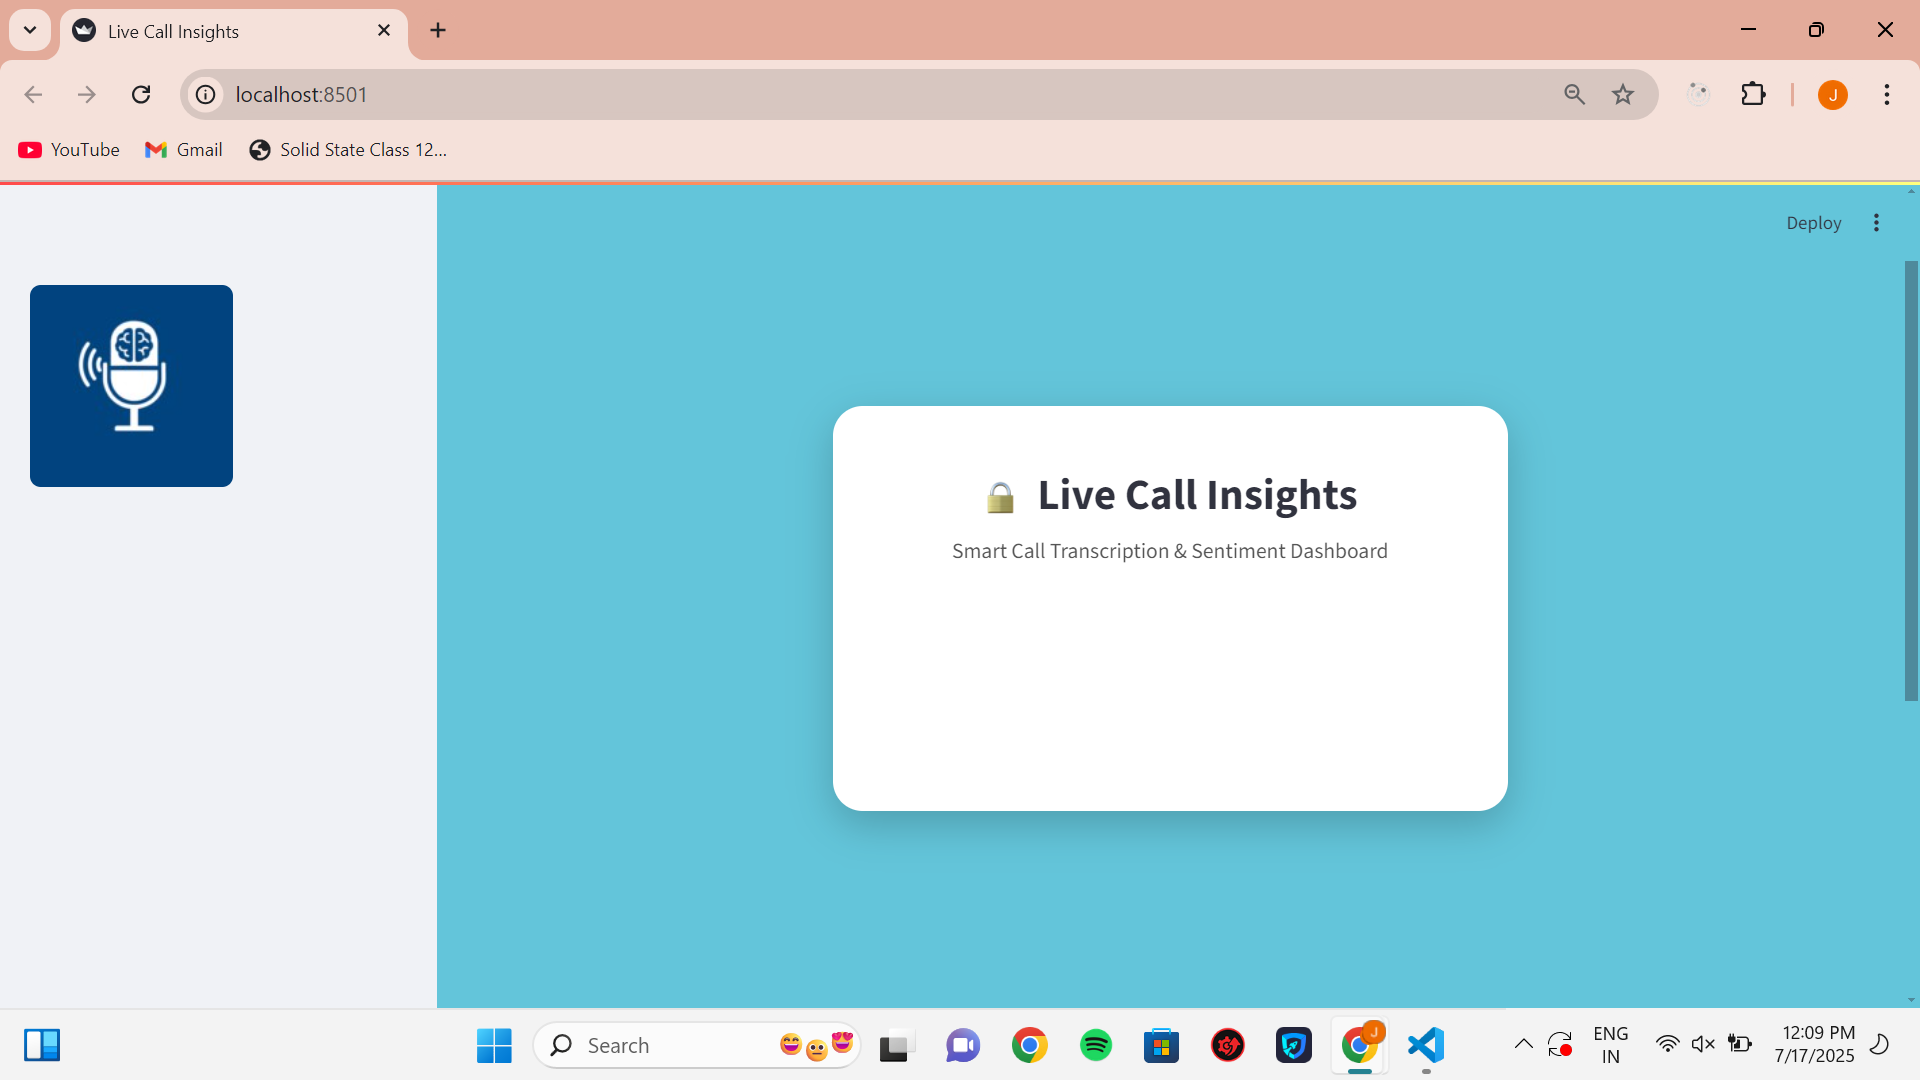 Live Call Insights
localhost:8501
J
YouTube
Gmail
Solid State Class 12...
Deploy
Live Call Insights
Smart Call Transcription & Sentiment Dashboard
Search
J
ENG
IN
12:09 PM
7/17/2025